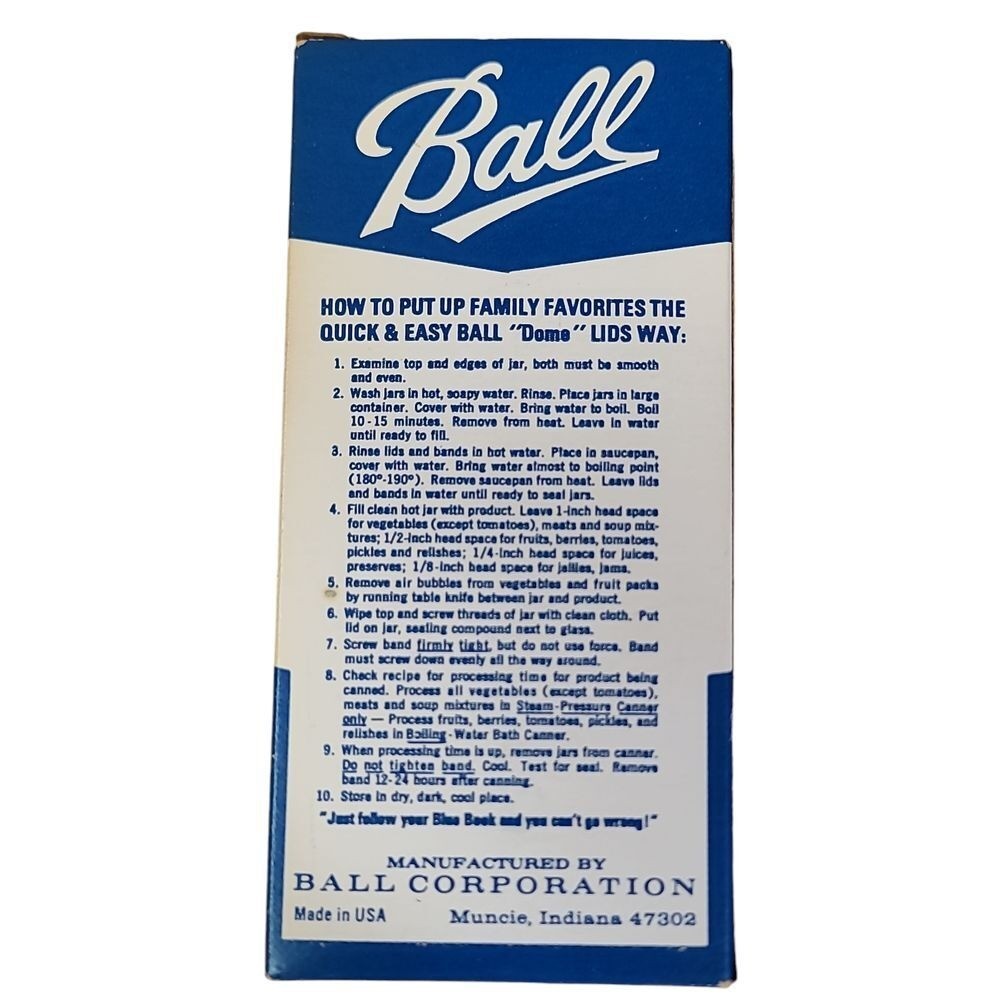 Ball
HOW TO PUT UP FAMILY FAVORITES THE
QUICK & EASY BALL "Dome" LIDS WAY:
1. Examine top and edges of jar, both must be smooth
and even.
2. Wash jars in hot, soapy water. Rinse. Place jars in large
container. Cover with water. Bring water to boil. Boil
10-15 minutes. Remove from heat. Leave in water
until ready to fill.
3. Rinse lids and bands in hot water. Place in saucepan,
cover with water. Bring water almost to boiling point
(180°-190°). Remove saucepan from heat. Leave lids
and bands in water until ready to seal jars.
4. Fill clean hot jar with product. Leave 1-inch head space
for vegetables (except tomatoes), meats and soup mix-
tures; 1/2-inch head space for fruits, berries, tomatoes,
pickles and relishes; 1/4-inch head space for juices,
preserves; 1/8-inch head space for jellies, jams.
5. Remove air bubbles from vegetables and fruit packs
by running table knife between jar and product.
6. Wipe top and screw threads of jar with clean cloth. Put
lid on jar, sealing compound next to glass.
7. Screw band firmly tight, but do not use force. Band
must screw down evenly all the way around.
8. Check recipe for processing time for product being
canned. Process all vegetables (except tomatoes),
meats and soup mixtures in Steam-Pressure Canner
only — Process fruits, berries, tomatoes, pickles, and
relishes in Boiling-Water Bath Canner.
9. When processing time is up, remove jars from canner.
Do not tighten band. Cool. Test for seal. Remove
band 12-24 hours after canning.
10. Store in dry, dark, cool place.
"Just follow your Blue Book and you can't go wrong!"
MANUFACTURED BY
BALL CORPORATION
Made in USA Muncie, Indiana 47302